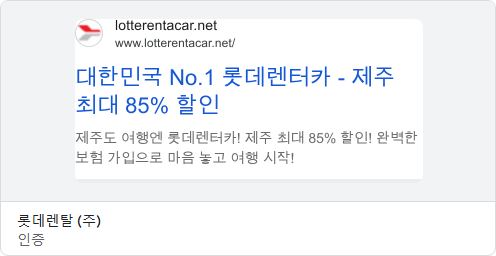 lotterentacar.net
www.lotterentacar.net/
대한민국 No.1 롯데렌터카 - 제주
최대 85% 할인
제주도 여행엔 롯데렌터카! 제주 최대 85% 할인! 완벽한
보험 가입으로 마음 놓고 여행 시작!
롯데렌탈 (주)
인증